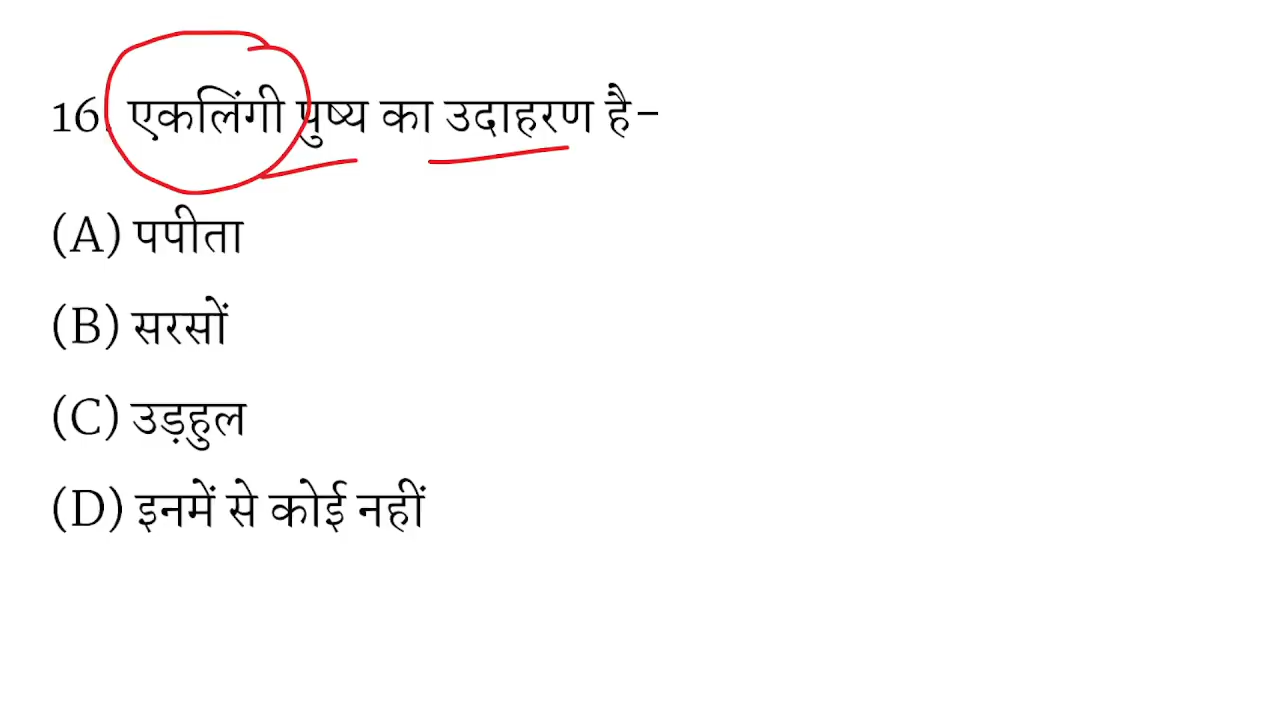 16. एकलिंगी पुष्य का उदाहरण है-
(A) पपीता
(B) सरसों
(C) उड़हुल
(D) इनमें से कोई नहीं